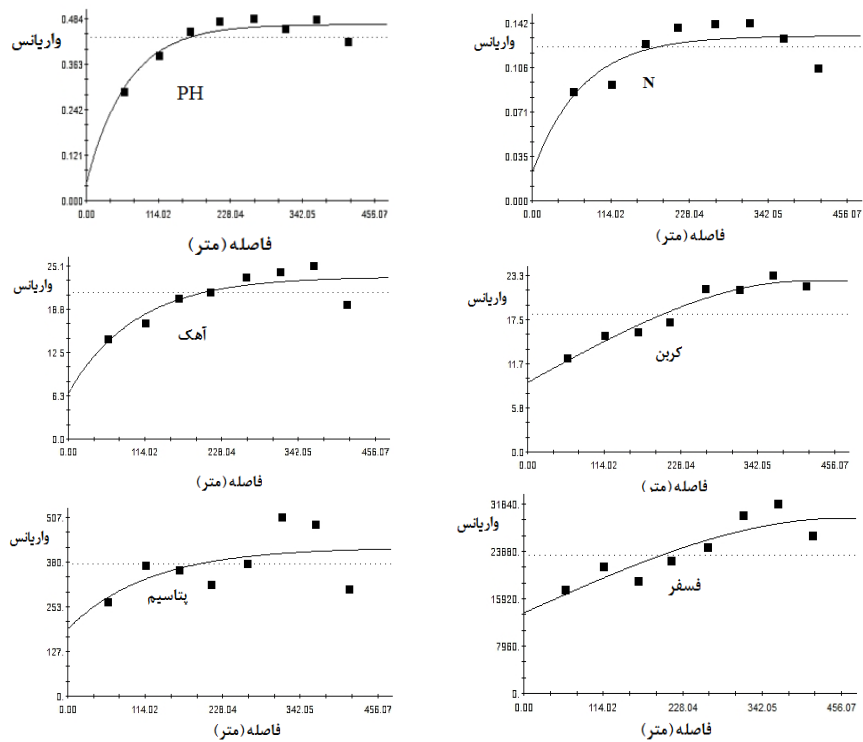 واریانس
0.484
0.363
0.242
0.121
0.000
PH
0.00 114.02 228.04 342.05 456.07
فاصله (متر)
واریانس
0.142
0.106
0.071
0.035
0.000
N
0.00 114.02 228.04 342.05 456.07
فاصله (متر)
واریانس
25.1
18.8
12.5
6.3
0.0
آهک
0.00 114.02 228.04 342.05 456.07
فاصله (متر)
واریانس
23.3
17.5
11.7
5.8
0.0
کربن
0.00 114.02 228.04 342.05 456.07
فاصله (متر)
واریانس
507.
380.
253.
127.
0.
پتاسیم
0.00 114.02 228.04 342.05 456.07
فاصله (متر)
واریانس
31840.
23880.
15920.
7960.
0.
فسفر
0.00 114.02 228.04 342.05 456.07
فاصله (متر)